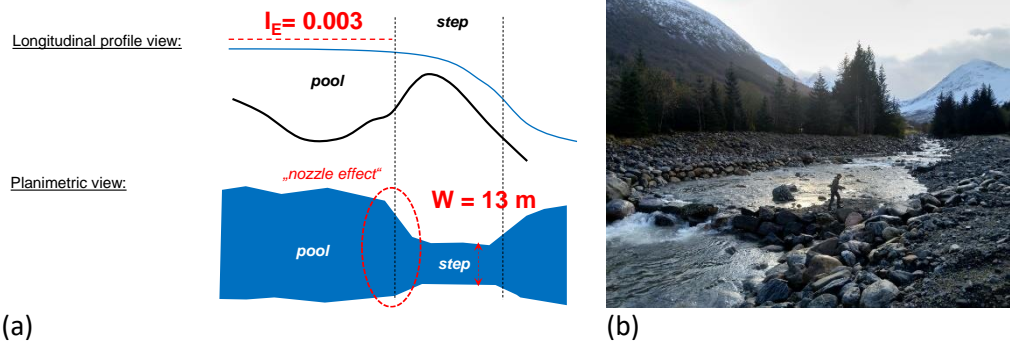 I_E= 0.003
step
Longitudinal profile view:
pool
Planimetric view:
„nozzle effect“
W = 13 m
pool
step
(a)
(b)